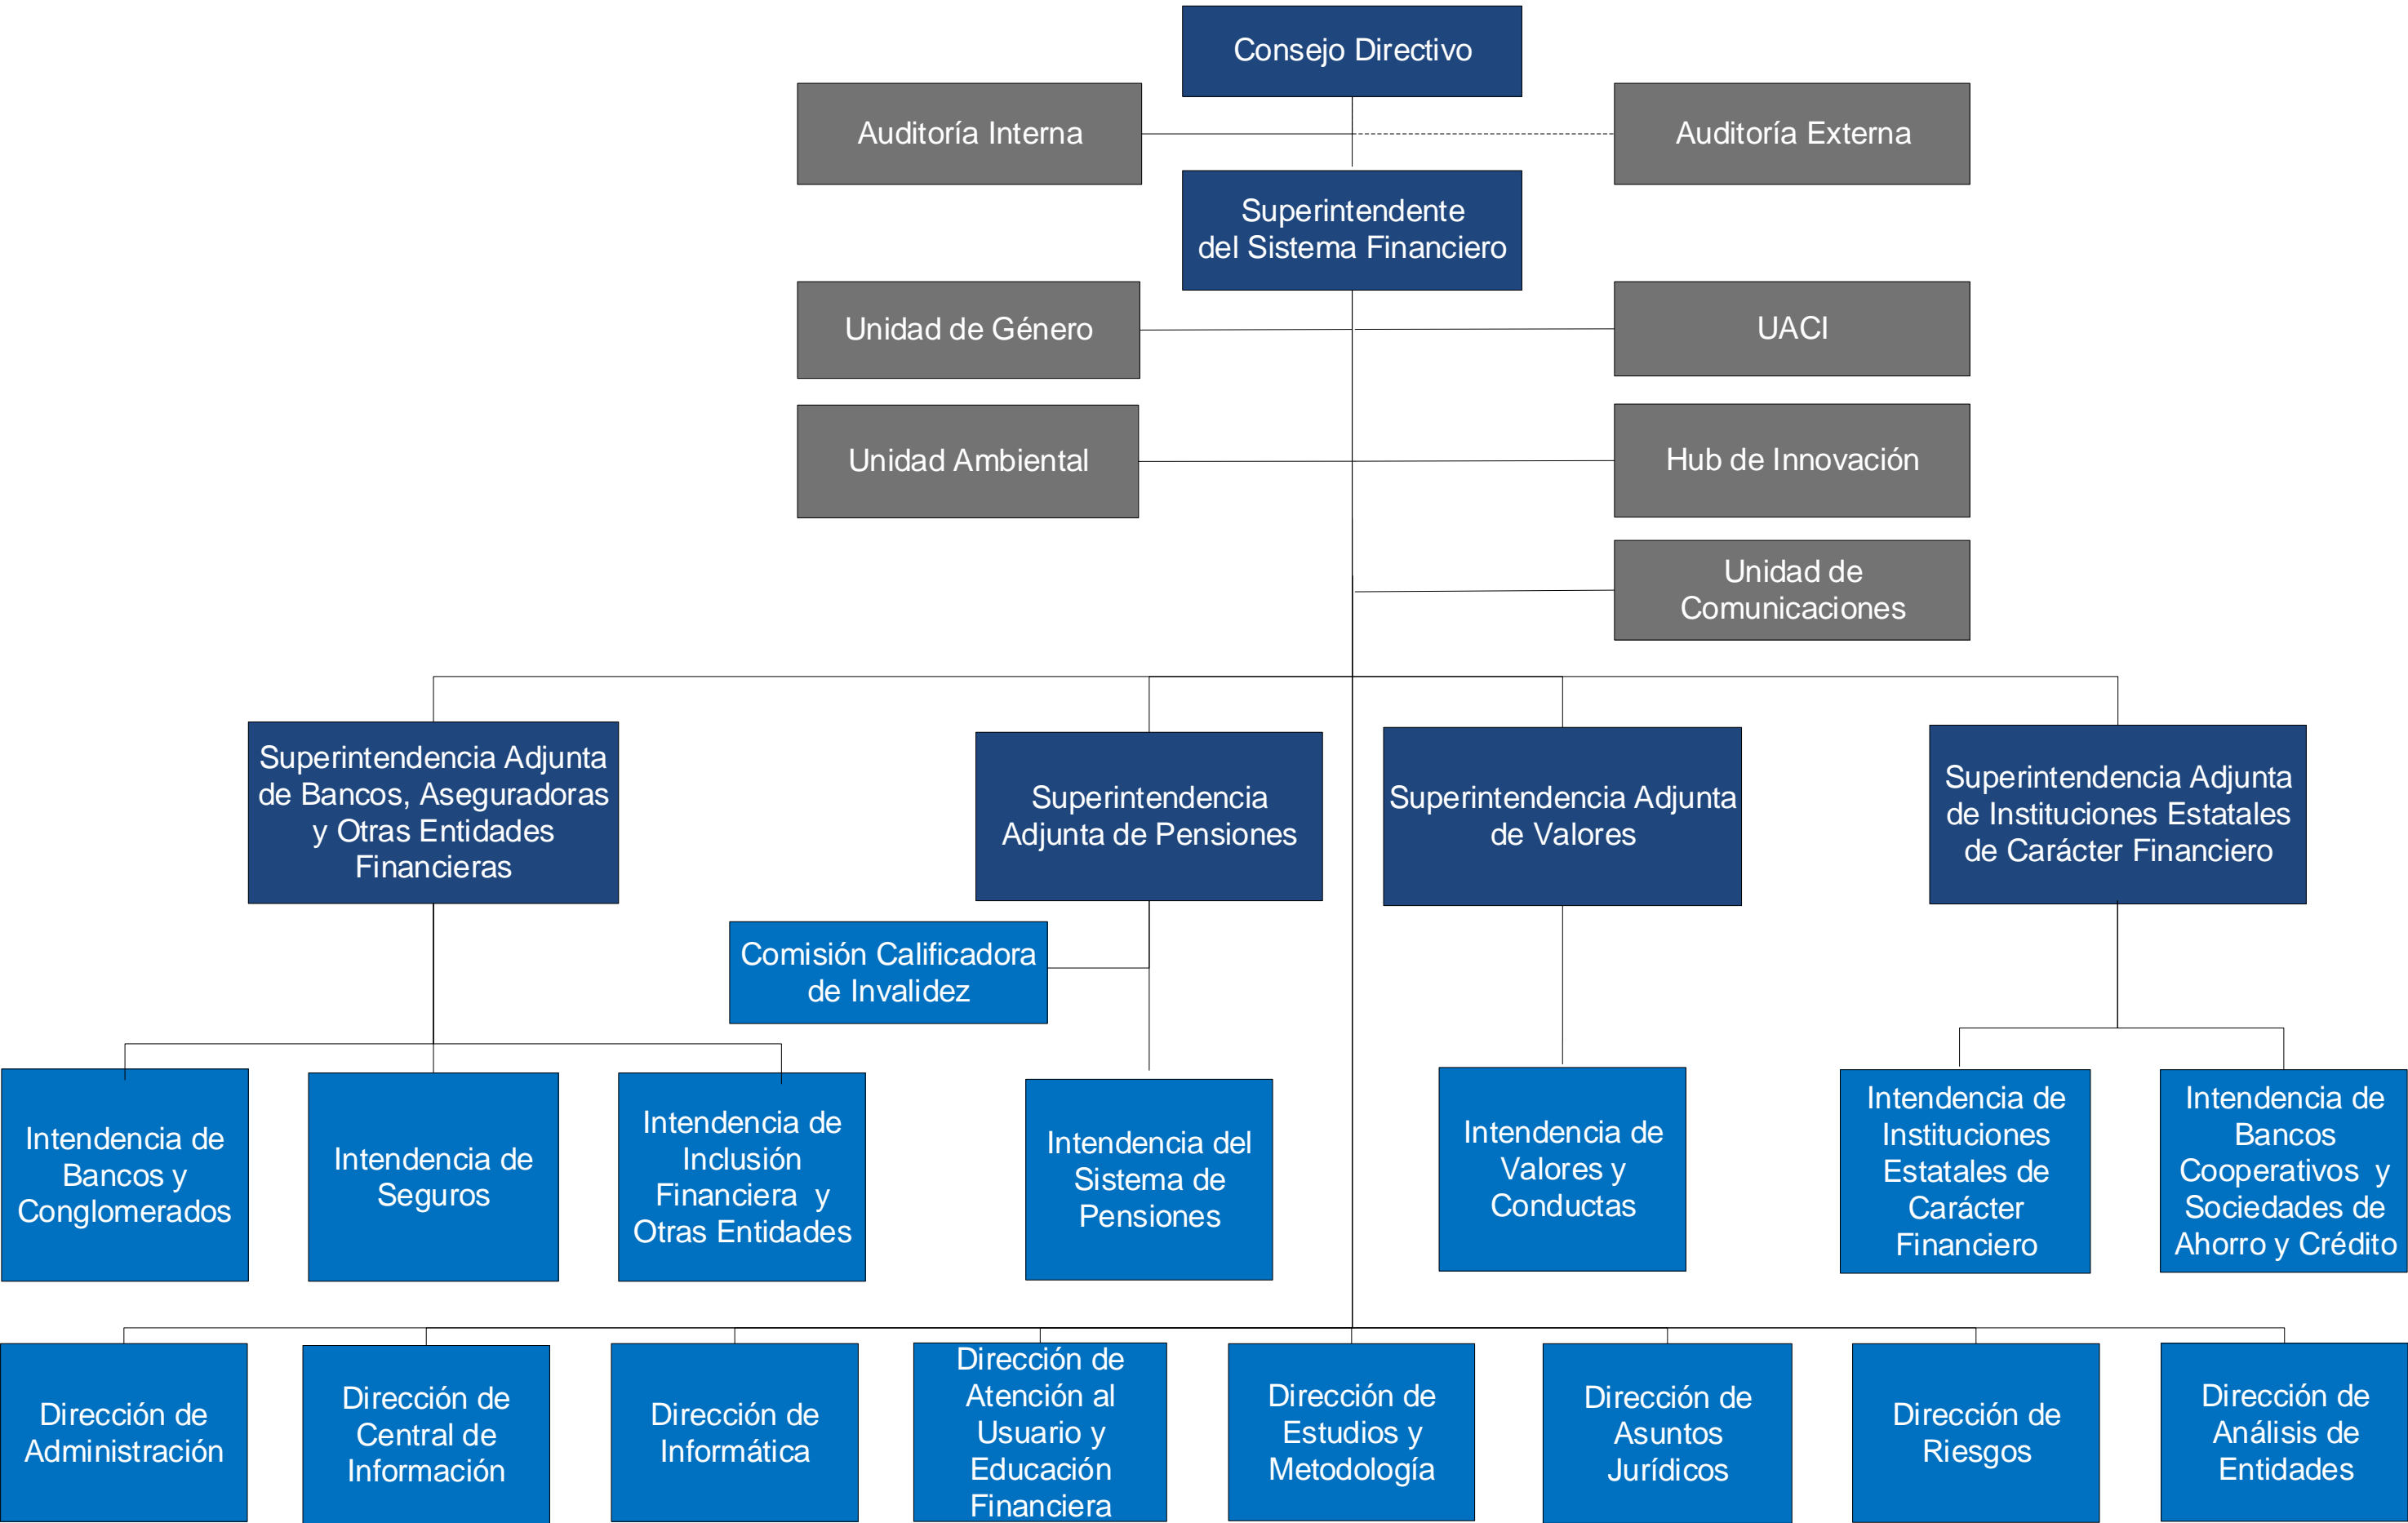 Consejo Directivo
Auditoría Interna
Auditoría Externa
Superintendente
del Sistema Financiero
Unidad de Género
UACI
Unidad Ambiental
Hub de Innovación
Unidad de
Comunicaciones
Superintendencia Adjunta
de Bancos, Aseguradoras
y Otras Entidades
Financieras
Superintendencia
Adjunta de Pensiones
Superintendencia Adjunta
de Valores
Superintendencia Adjunta
de Instituciones Estatales
de Carácter Financiero
Comisión Calificadora
de Invalidez
Intendencia de
Bancos y
Conglomerados
Intendencia de
Seguros
Intendencia de
Inclusión
Financiera y
Otras Entidades
Intendencia del
Sistema de
Pensiones
Intendencia de
Valores y
Conductas
Intendencia de
Instituciones
Estatales de
Carácter
Financiero
Intendencia de
Bancos
Cooperativos y
Sociedades de
Ahorro y Crédito
Dirección de
Administración
Dirección de
Central de
Información
Dirección de
Informática
Dirección de
Atención al
Usuario y
Educación
Financiera
Dirección de
Estudios y
Metodología
Dirección de
Asuntos
Jurídicos
Dirección de
Riesgos
Dirección de
Análisis de
Entidades